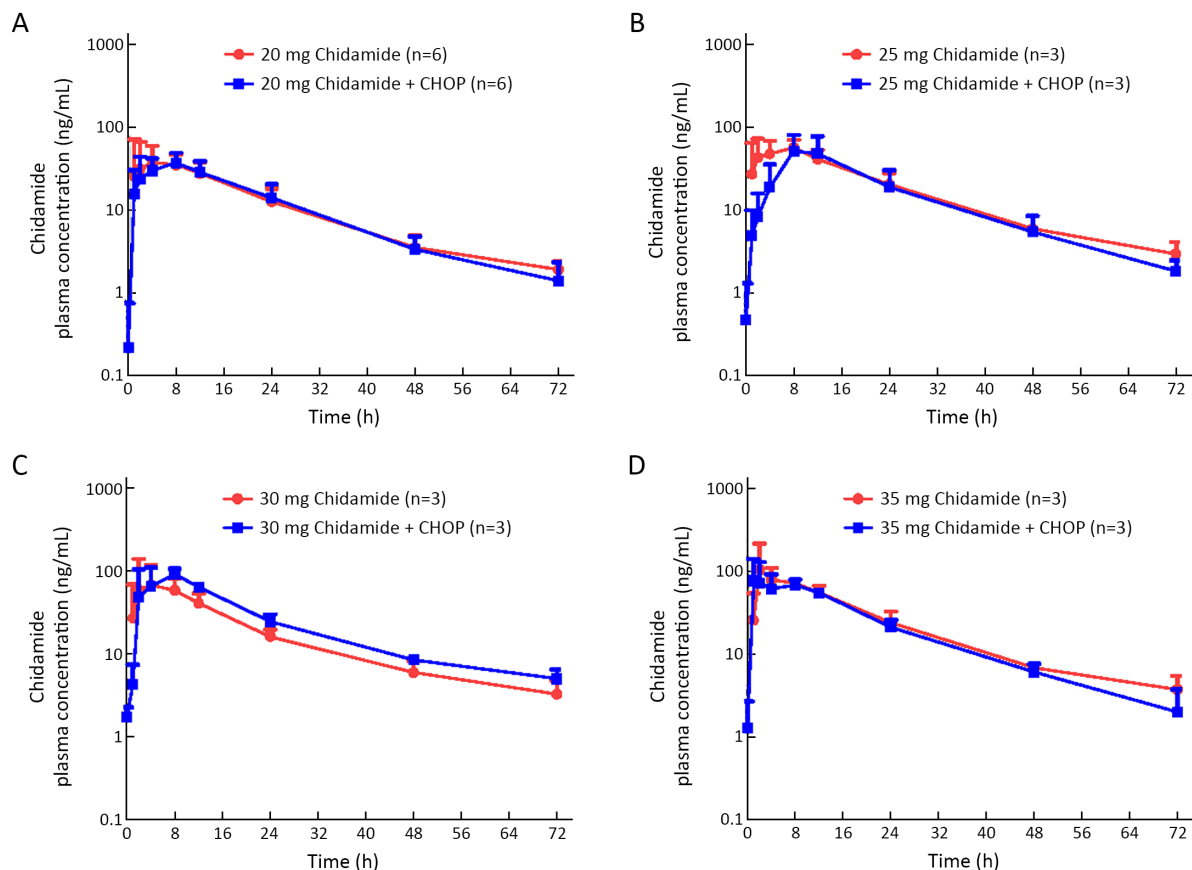 A
Chidamide
plasma concentration (ng/mL)
1000
100
10
1
0.1
20 mg Chidamide (n=6)
20 mg Chidamide + CHOP (n=6)
0 8 16 24 32 40 48 56 64 72
Time (h)
B
Chidamide
plasma concentration (ng/mL)
1000
100
10
1
0.1
25 mg Chidamide (n=3)
25 mg Chidamide + CHOP (n=3)
0 8 16 24 32 40 48 56 64 72
Time (h)
C
Chidamide
plasma concentration (ng/mL)
1000
100
10
1
0.1
30 mg Chidamide (n=3)
30 mg Chidamide + CHOP (n=3)
0 8 16 24 32 40 48 56 64 72
Time (h)
D
Chidamide
plasma concentration (ng/mL)
1000
100
10
1
0.1
35 mg Chidamide (n=3)
35 mg Chidamide + CHOP (n=3)
0 8 16 24 32 40 48 56 64 72
Time (h)